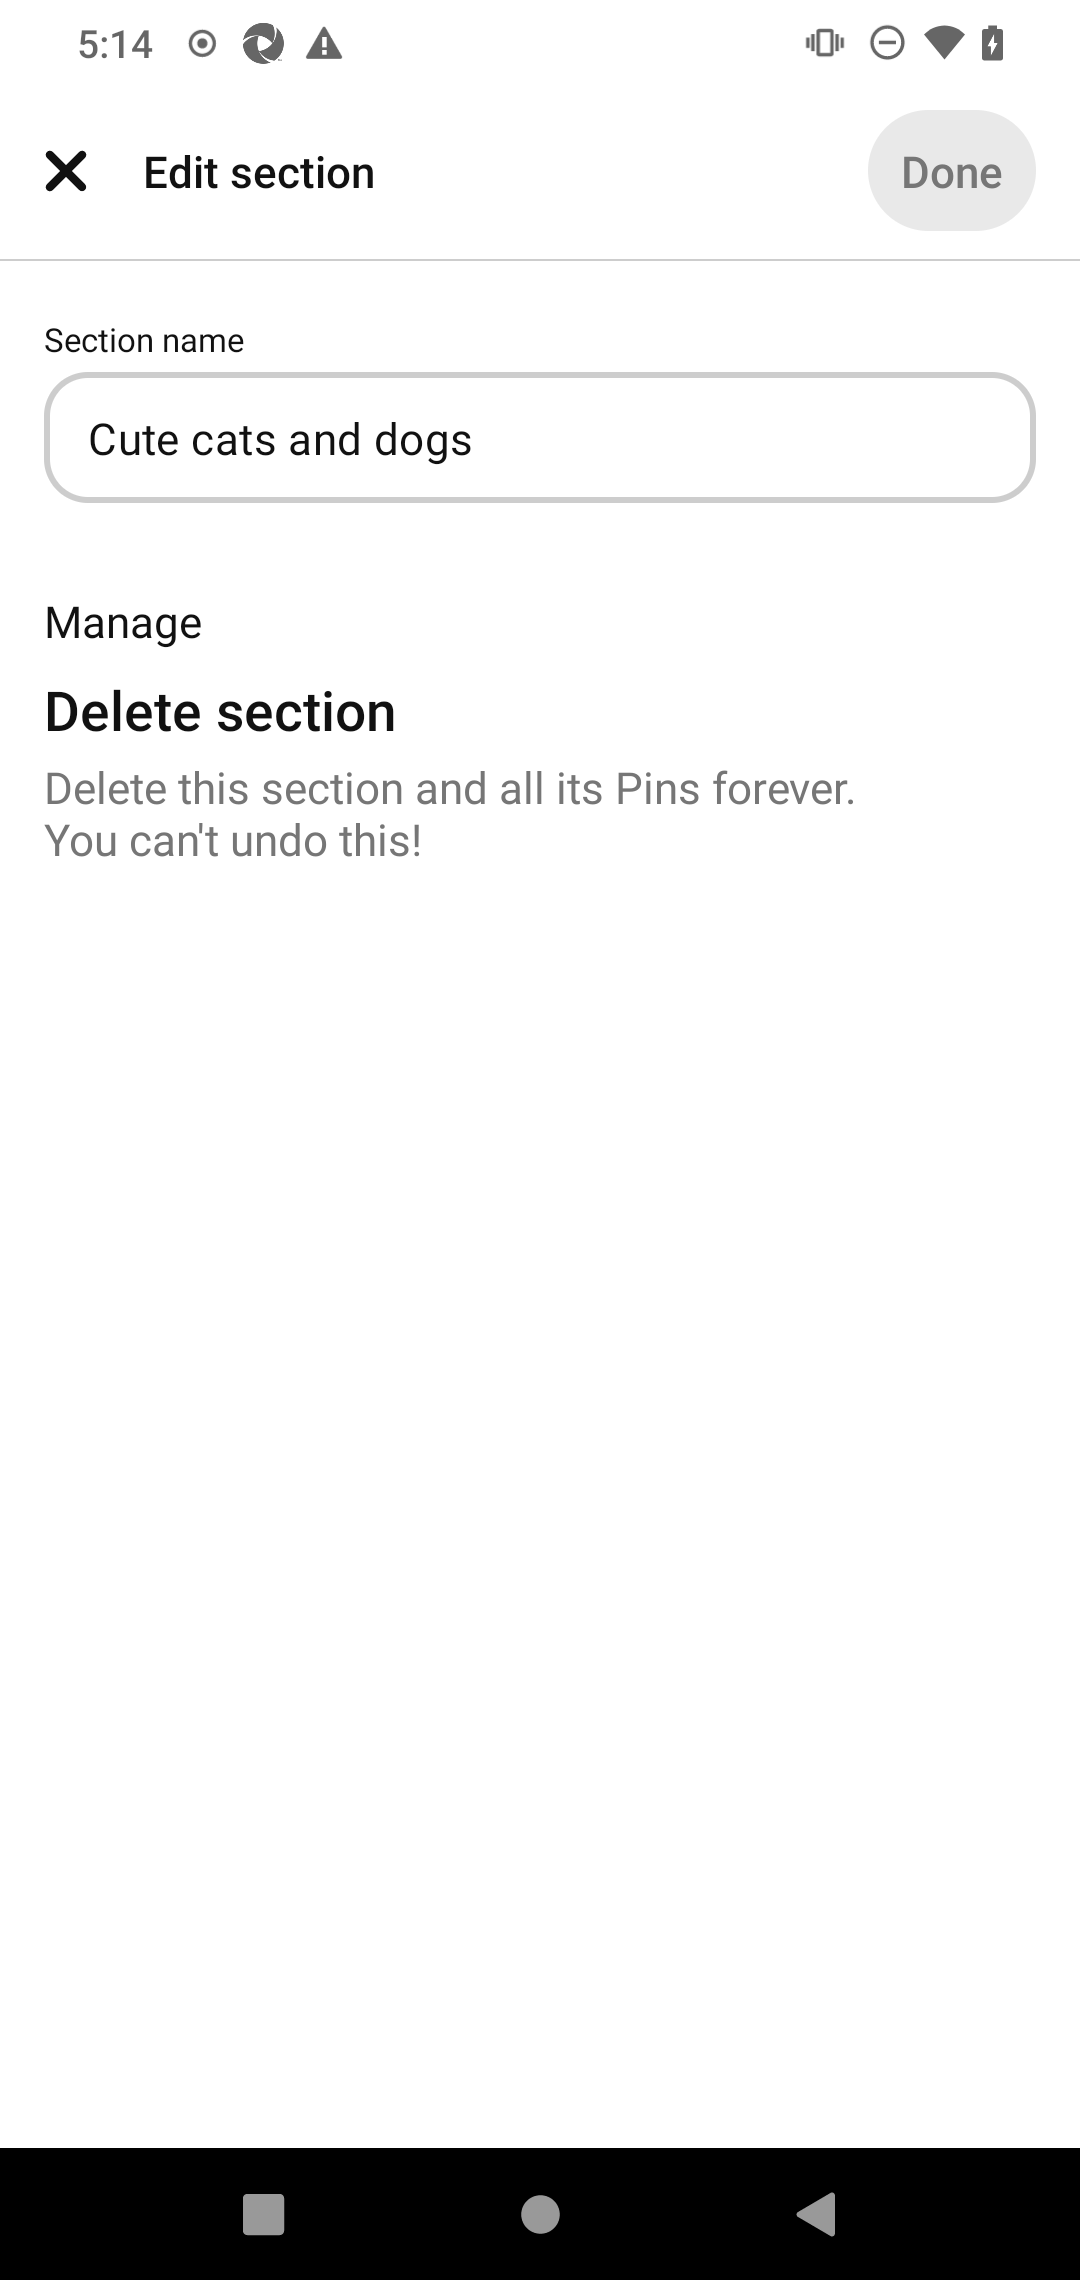 5:14
Edit section
Done
Section name
Cute cats and dogs
Manage
Delete section
Delete this section and all its Pins forever.
You can't undo this!